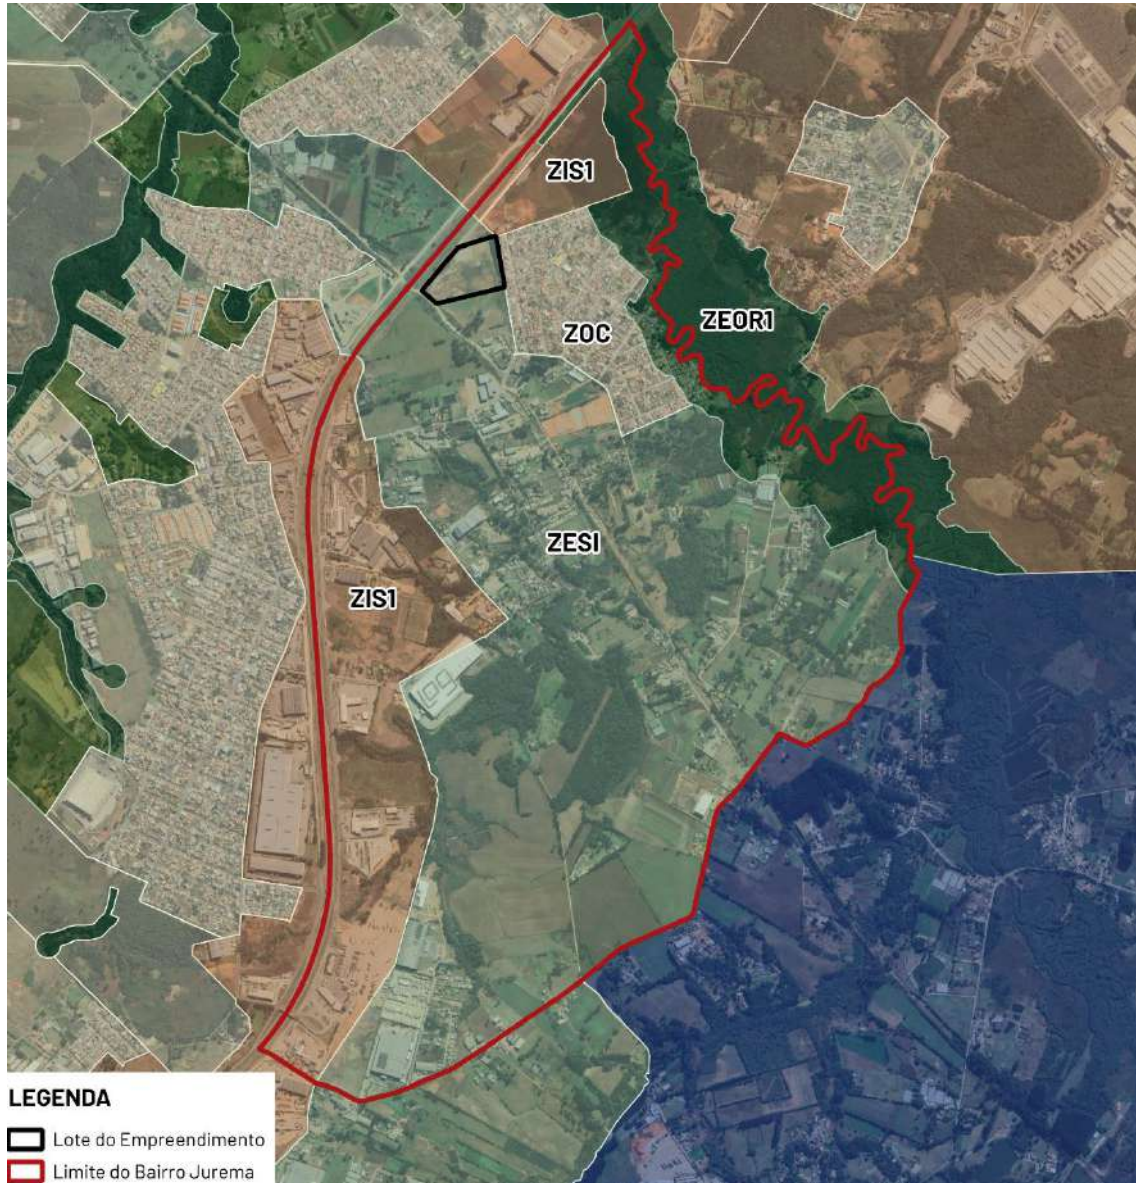 ZIS1
ZOC
ZEOR1
ZESI
ZIS1
LEGENDA
Lote do Empreendimento
Limite do Bairro Jurema